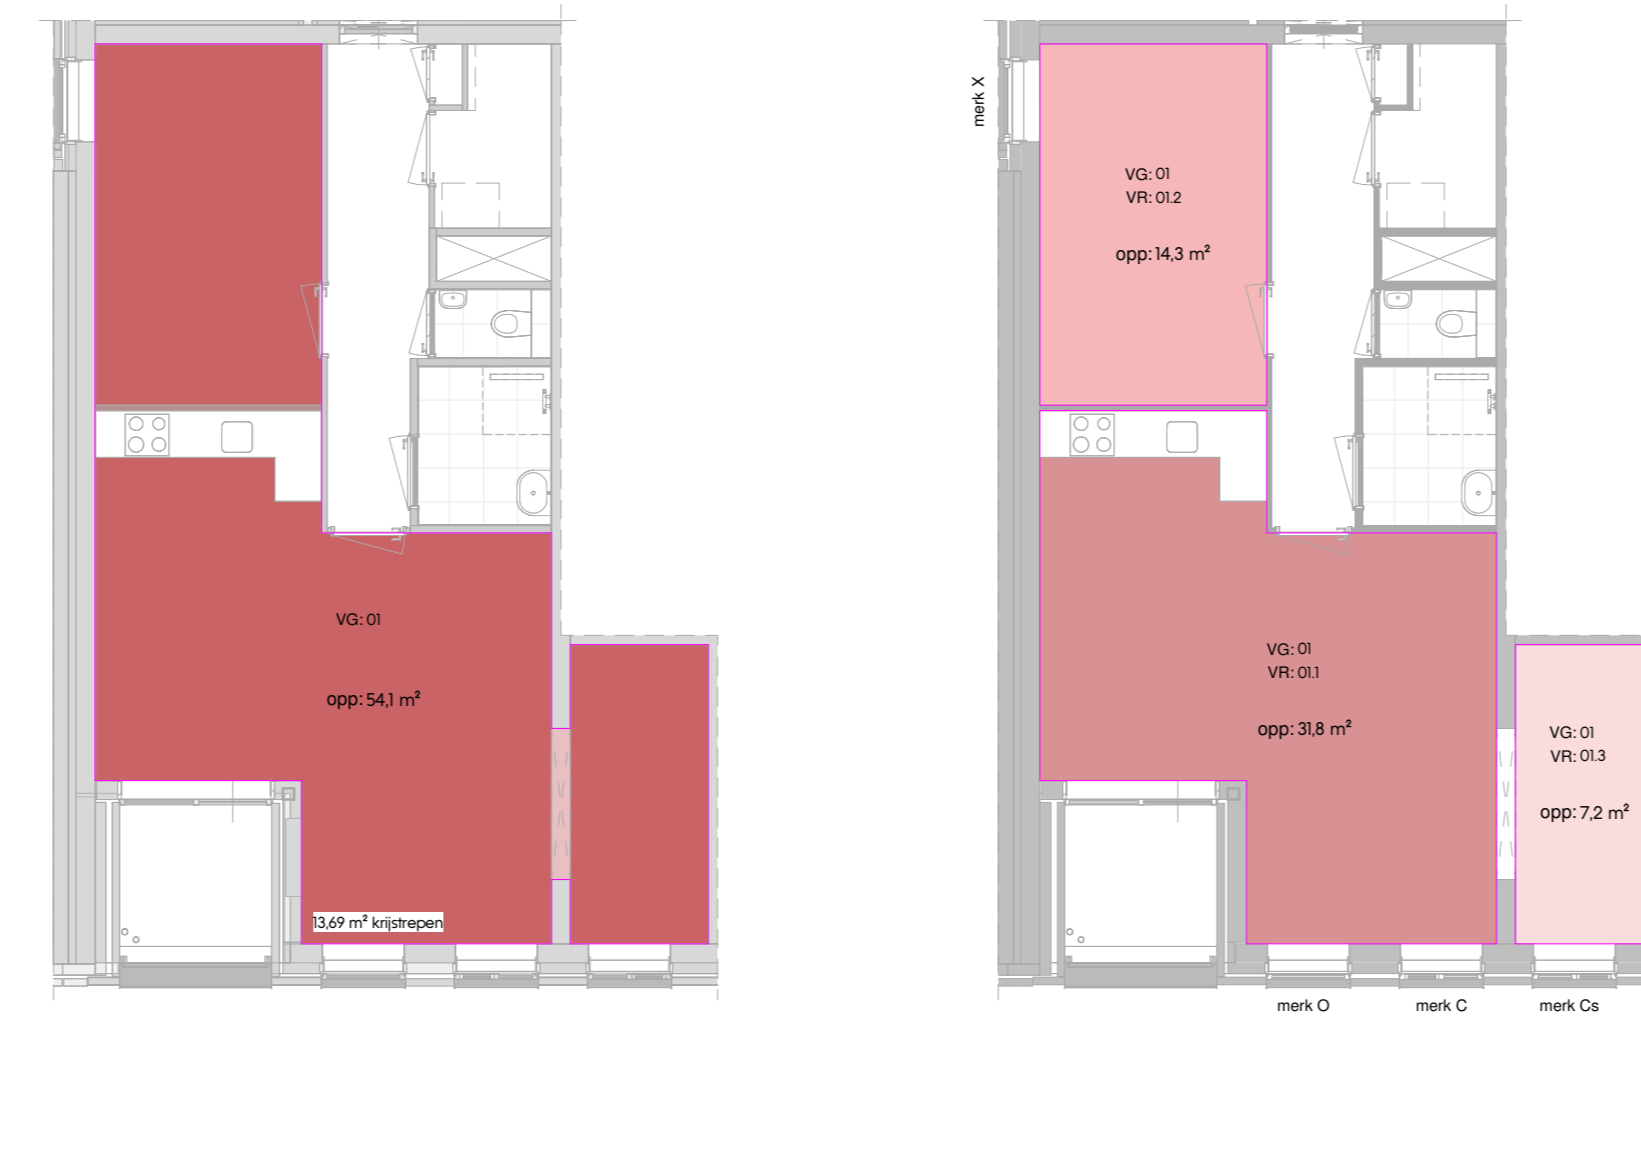 VG: 01
opp: 54,1 m²
13,69 m² krijstrepen
merk X
VG: 01
VR: 01.2
opp: 14,3 m²
VG: 01
VR: 01.1
opp: 31,8 m²
VG: 01
VR: 01.3
opp: 7,2 m²
merk O
merk C
merk Cs